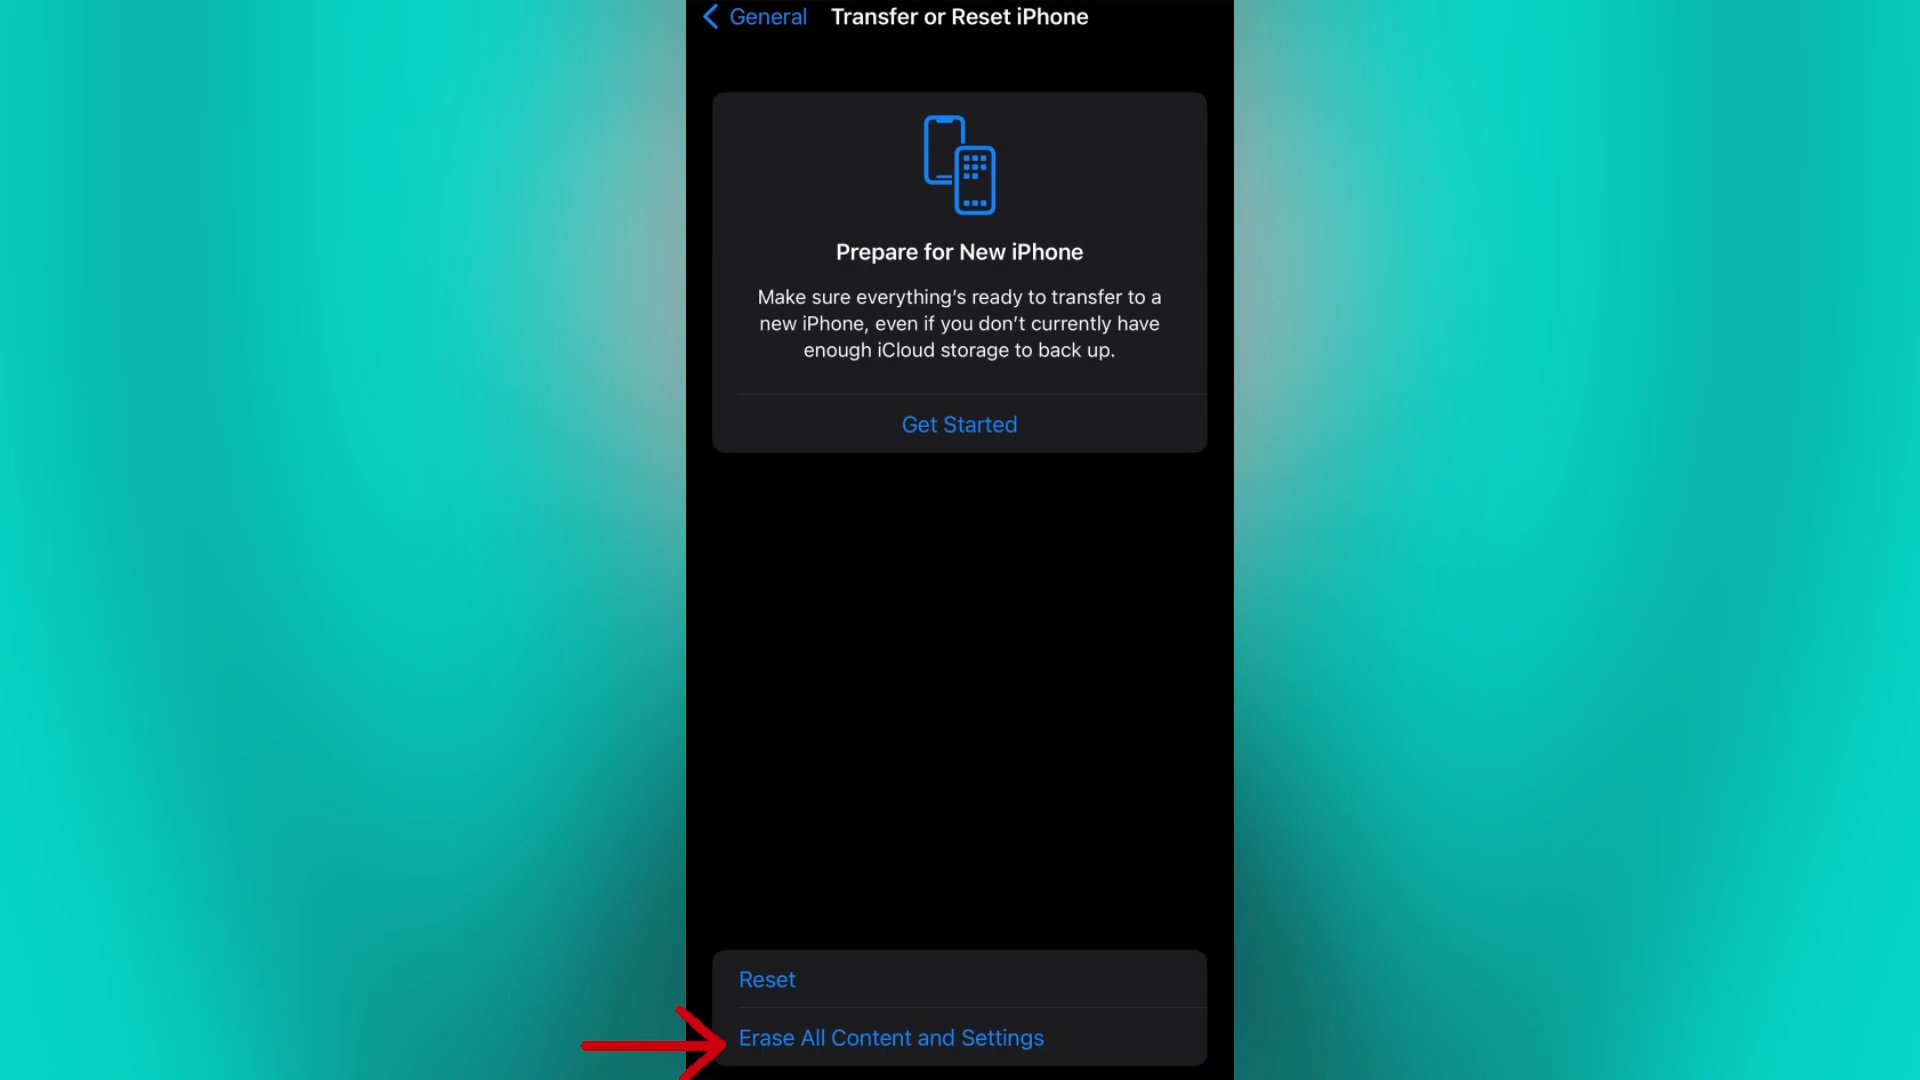 General
Transfer or Reset iPhone
Prepare for New iPhone
Make sure everything’s ready to transfer to a
new iPhone, even if you don’t currently have
enough iCloud storage to back up.
Get Started
Reset
Erase All Content and Settings